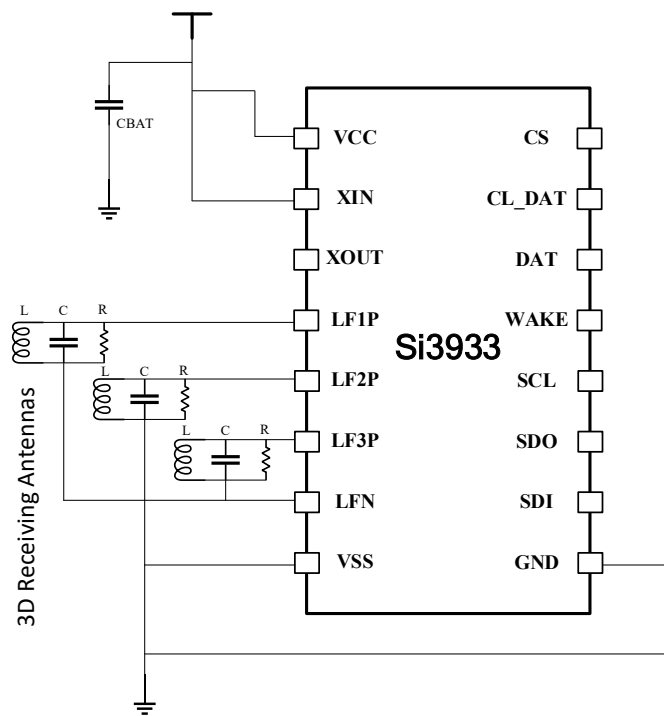 CBAT
VCC
CS
XIN
CL_DAT
XOUT
DAT
L
C
R
LF1P
WAKE
Si3933
L
C
R
LF2P
SCL
L
C
R
LF3P
SDO
LFN
SDI
VSS
GND
3D Receiving Antennas